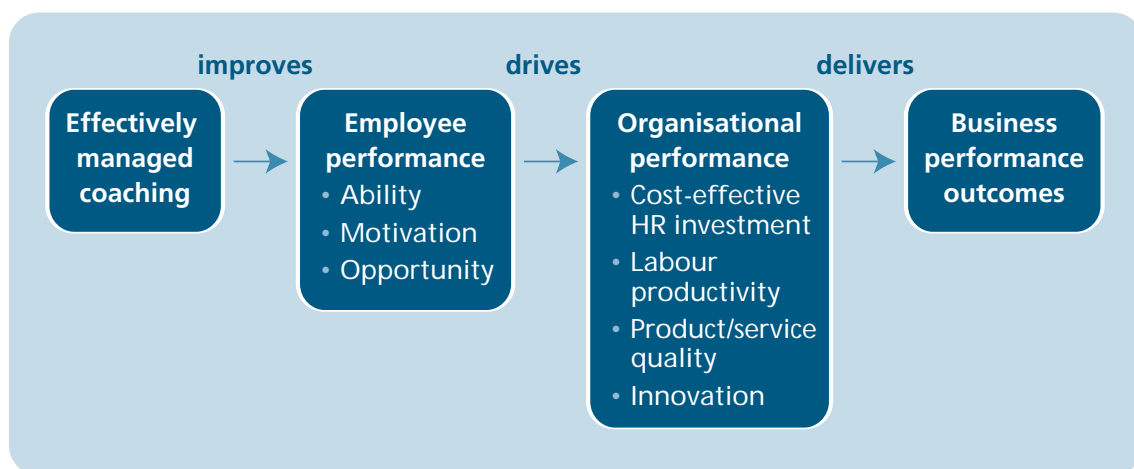 improves
drives
delivers
Effectively
managed
coaching
Employee
performance
• Ability
• Motivation
• Opportunity
Organisational
performance
• Cost-effective
HR investment
• Labour
productivity
• Product/service
quality
• Innovation
Business
performance
outcomes